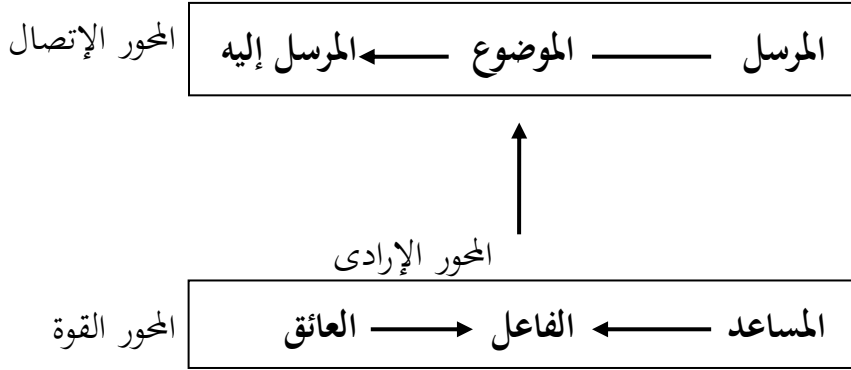 المرسل الموضوع المرسل إليه
المحور الإتصال
المحور الإرادى
المساعد الفاعل العائق
المحور القوة